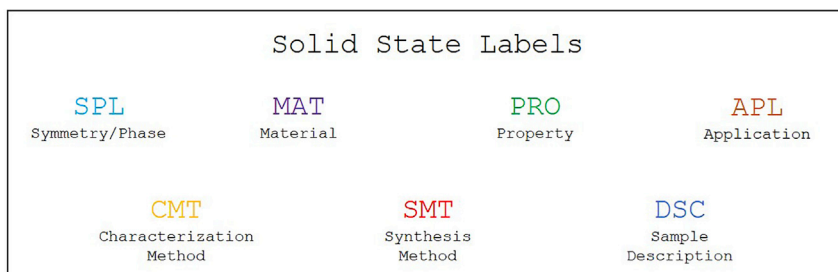 Solid State Labels
SPL MAT PRO APL
Symmetry/Phase Material Property Application
CMT SMT DSC
Characterization Synthesis Sample
Method Method Description